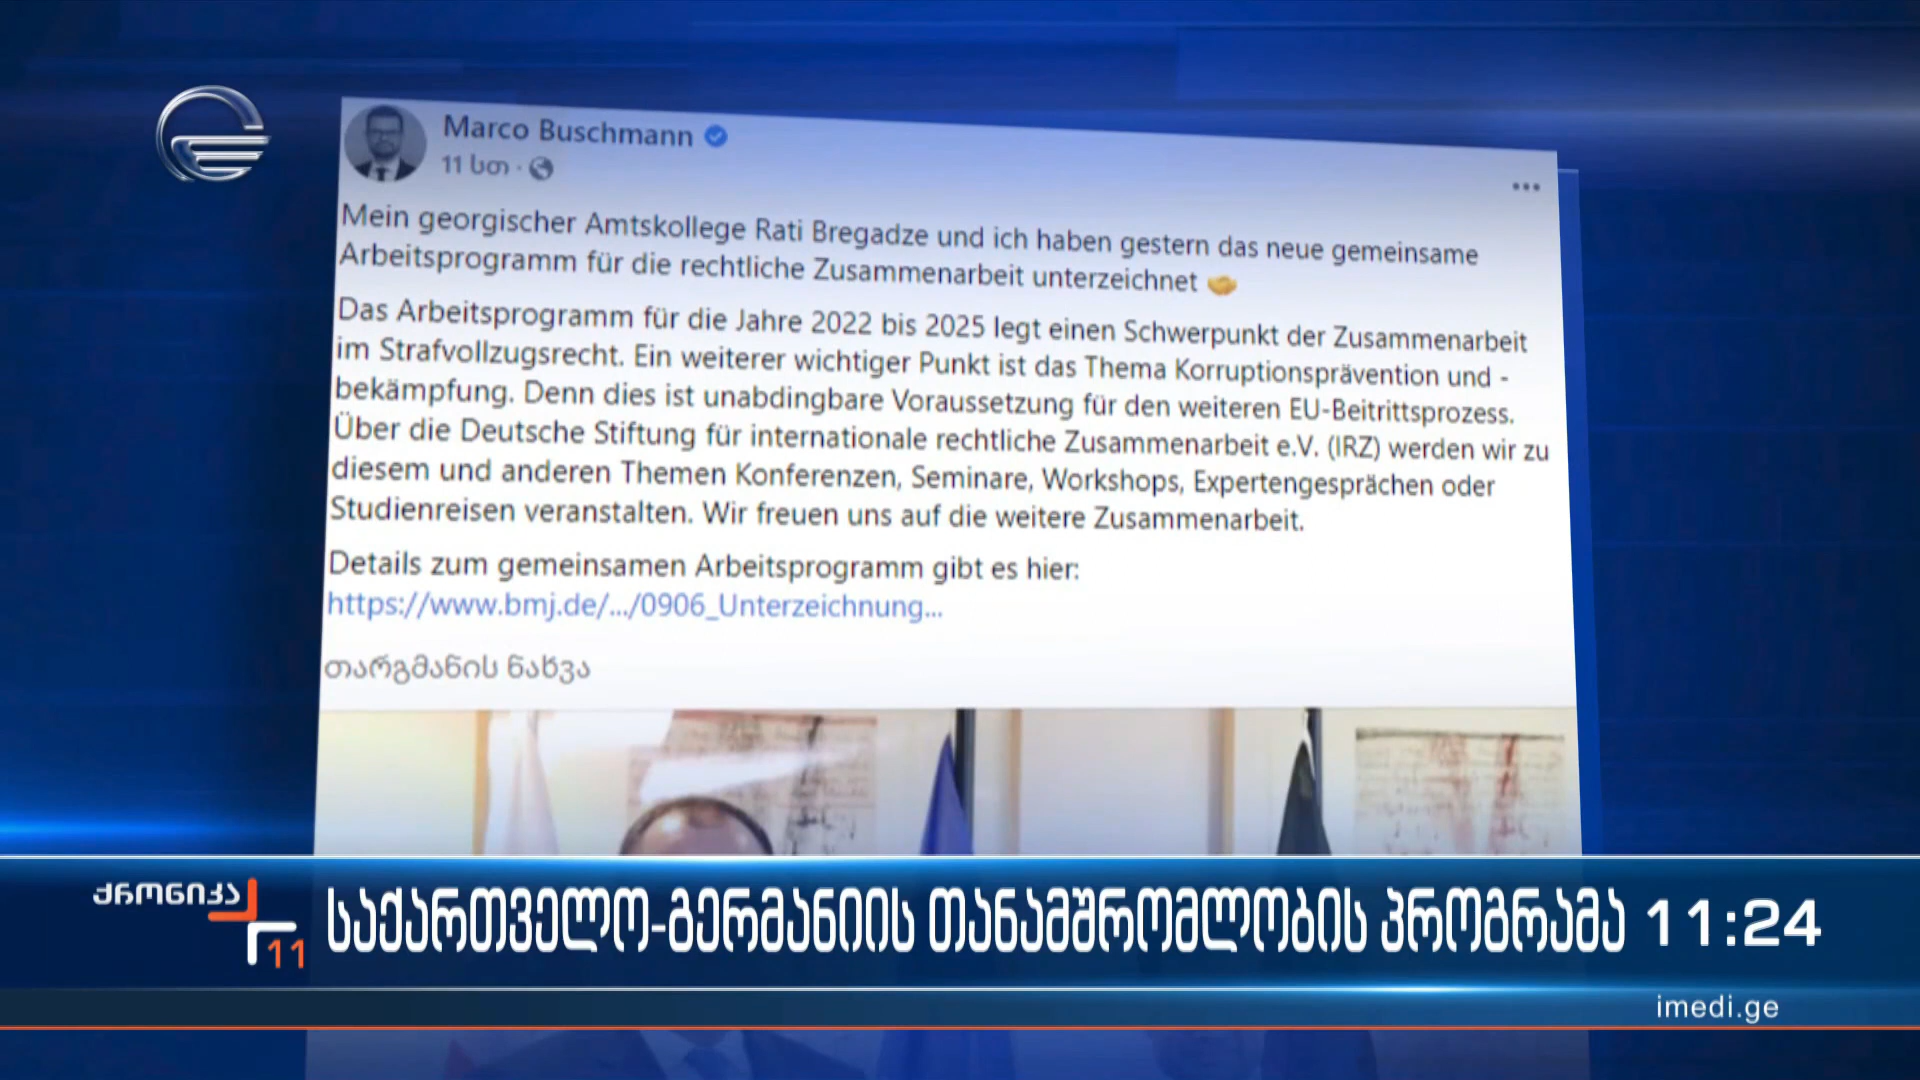 Marco Buschmann
11 სთ ·
Mein georgischer Amtskollege Rati Bregadze und ich haben gestern das neue gemeinsame
Arbeitsprogramm für die rechtliche Zusammenarbeit unterzeichnet 🤝
Das Arbeitsprogramm für die Jahre 2022 bis 2025 legt einen Schwerpunkt der Zusammenarbeit
im Strafvollzugsrecht. Ein weiterer wichtiger Punkt ist das Thema Korruptionsprävention und -
bekämpfung. Denn dies ist unabdingbare Voraussetzung für den weiteren EU-Beitrittsprozess.
Über die Deutsche Stiftung für internationale rechtliche Zusammenarbeit e.V. (IRZ) werden wir zu
diesem und anderen Themen Konferenzen, Seminare, Workshops, Expertengesprächen oder
Studienreisen veranstalten. Wir freuen uns auf die weitere Zusammenarbeit.
Details zum gemeinsamen Arbeitsprogramm gibt es hier:
https://www.bmj.de/.../0906_Unterzeichnung...
თარგმანის ნახვა
ქრონიკა
11
საქართველო-გერმანიის თანამშრომლობის პროგრამა 11:24
imedi.ge